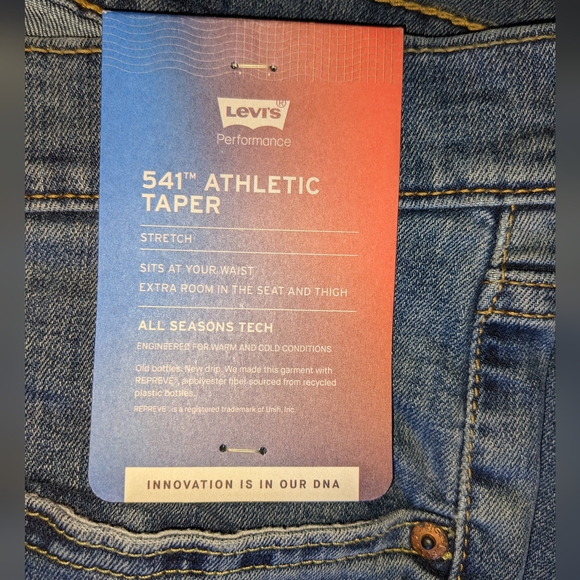 Levi's®
Performance
541™ ATHLETIC
TAPER
STRETCH
SITS AT YOUR WAIST
EXTRA ROOM IN THE SEAT AND THIGH
ALL SEASONS TECH
ENGINEERED FOR WARM AND COLD CONDITIONS
Old bottles. New drip. We made this garment with
REPREVE®, a polyester fiber sourced from recycled
plastic bottles.
REPREVE® is a registered trademark of Unifi, Inc.
INNOVATION IS IN OUR DNA